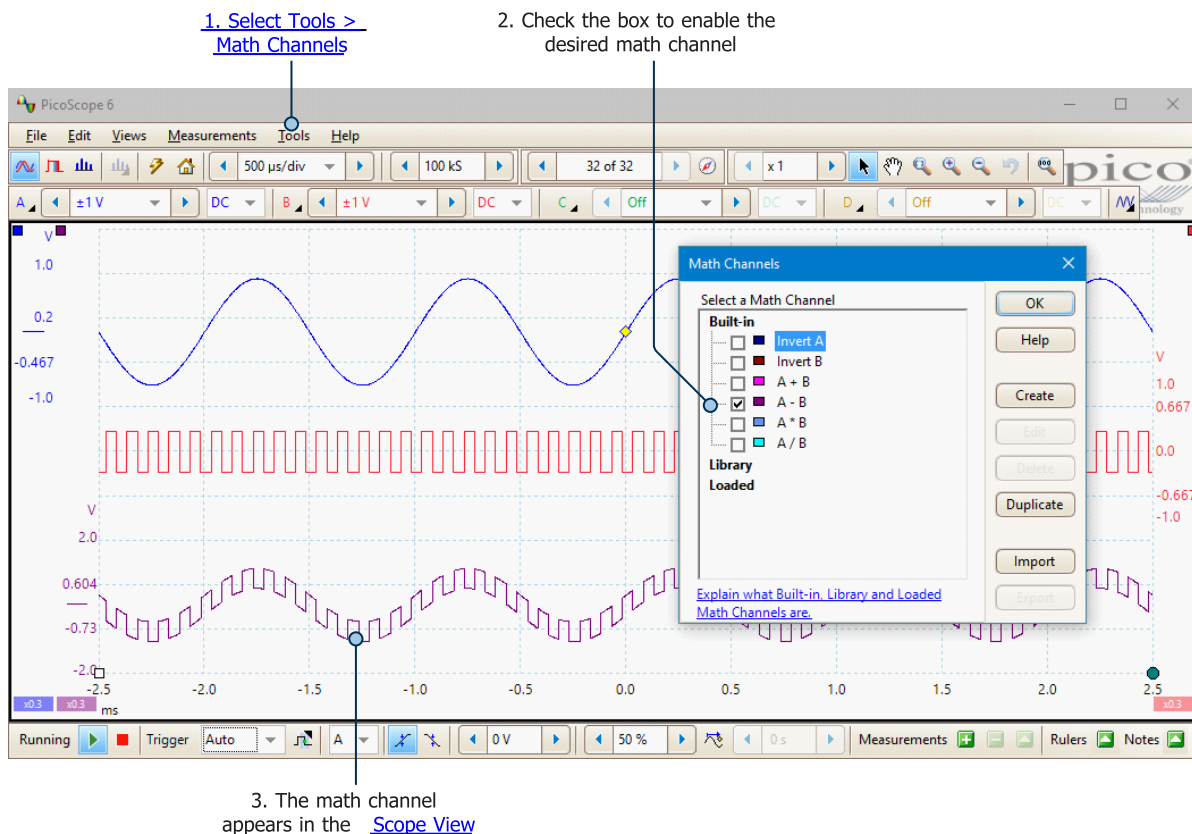 1. Select Tools >
Math Channels
2. Check the box to enable the
desired math channel
PicoScope 6
File Edit Views Measurements Tools Help
500 µs/div 100 kS 32 of 32 x 1
pico
A ±1 V DC B ±1 V DC C Off DC D Off DC
hnology
V
1.0
0.2
-0.467
-1.0
Math Channels
Select a Math Channel
Built-in
Invert A
Invert B
A + B
A - B
A * B
A / B
Library
Loaded
Explain what Built-in, Library and Loaded
Math Channels are.
OK
Help
Create
Edit
Delete
Duplicate
Import
Export
V
1.0
0.667
0.0
-0.667
-1.0
V
2.0
0.604
-0.73
-2.0
-2.5 -2.0 -1.5 -1.0 -0.5 0.0 0.5 1.0 1.5 2.0 2.5
x0.3 x0.3 ms x0.3
Running Trigger Auto A 0 V 50 % 0 s Measurements Rulers Notes
3. The math channel
appears in the Scope View